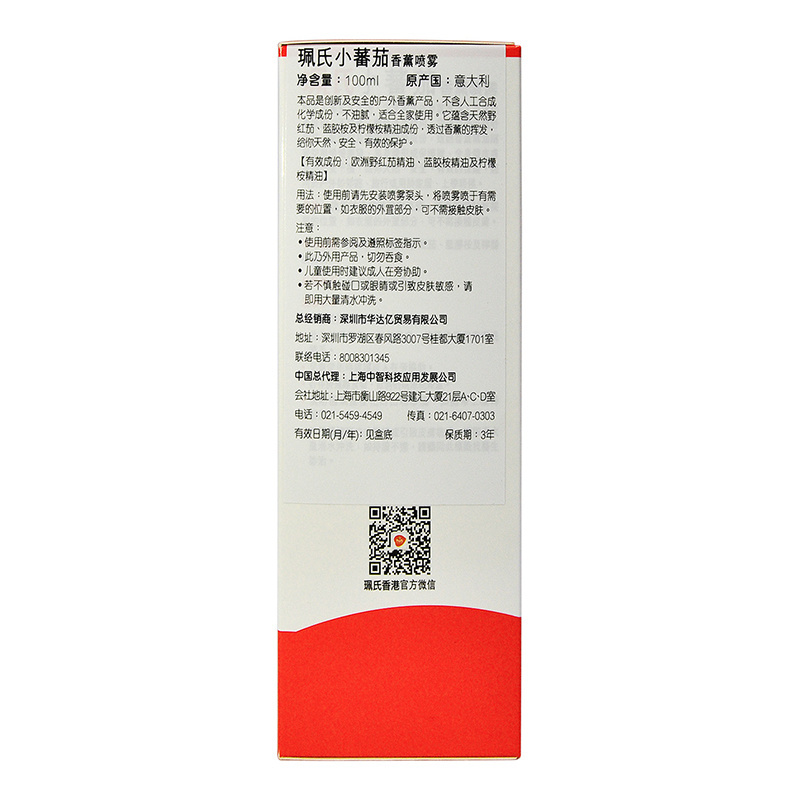 珮氏小蕃茄香薰喷雾
净含量：100ml 原产国：意大利
本品是创新及安全的户外香薰产品，不含人工合成
化学成份，不油腻，适合全家使用。它蕴含天然野
红茄、蓝胶桉及柠檬桉精油成份，透过香薰的挥发，
给你天然、安全、有效的保护。
【有效成份：欧洲野红茄精油、蓝胶桉精油及柠檬
桉精油】
用法：使用前请先安装喷雾泵头，将喷雾喷于有需
要的位置，如衣服的外宜部分，可不需接触皮肤。
注意：
•使用前需参阅及遵照标签指示。
•此乃外用产品，切勿吞食。
•儿童使用时建议成人在旁协助。
•若不慎触碰口或眼睛或引致皮肤敏感，请
即用大量清水冲洗。
总经销商：深圳市华达亿贸易有限公司
地址：深圳市罗湖区春风路3007号桂都大厦1701室
联络电话：8008301345
中国总代理：上海中智科技应用发展公司
会社地址：上海市衡山路922号建汇大厦21层A·C·D室
电话：021-5459-4549 传真：021-6407-0303
有效日期(月/年)：见盒底 保质期：3年
珮氏香港官方微信